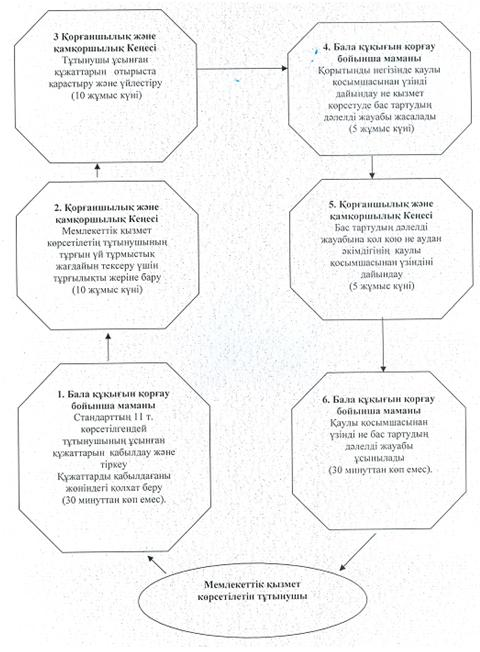 3 Қорғаншылық және
қамқоршылық Кеңесі
Тұтынушы ұсынған
құжаттарын отырыста
қарастыру және үйлестіру
(10 жұмыс күні)
4. Бала құқығын қорғау
бойынша маманы
Қорытынды негізінде қаулы
қосымшасынан үзінді
дайындау не қызмет
көрсетуде бас тартудың
дәлелді жауабы жасалады
(5 жұмыс күні)
2. Қорғаншылық және
қамқоршылық Кеңесі
Мемлекеттік қызмет
көрсетілетін тұтынушының
тұрғын үй тұрмыстық
жағдайын тексеру үшін
тұрғылықты жеріне бару
(10 жұмыс күні)
5. Қорғаншылық және
қамқоршылық Кеңесі
Бас тартудың дәлелді
жауабына қол қою не аудан
әкімдігінің қаулы
қосымшасынан үзіндіні
дайындау
(5 жұмыс күні)
1. Бала құқығын қорғау
бойынша маманы
Стандарттың 11 т.
көрсетілгендей
тұтынушының ұсынған
құжаттарын қабылдау және
тіркеу
Құжаттарды қабылдағаны
жөніндегі қолхат беру
(30 минуттан көп емес).
6. Бала құқығын қорғау
бойынша маманы
Қаулы қосымшасынан
үзінді не бас тартудың
дәлелді жауабы
ұсынылады
(30 минуттан көп емес).
Мемлекеттік қызмет
көрсетілетін тұтынушы